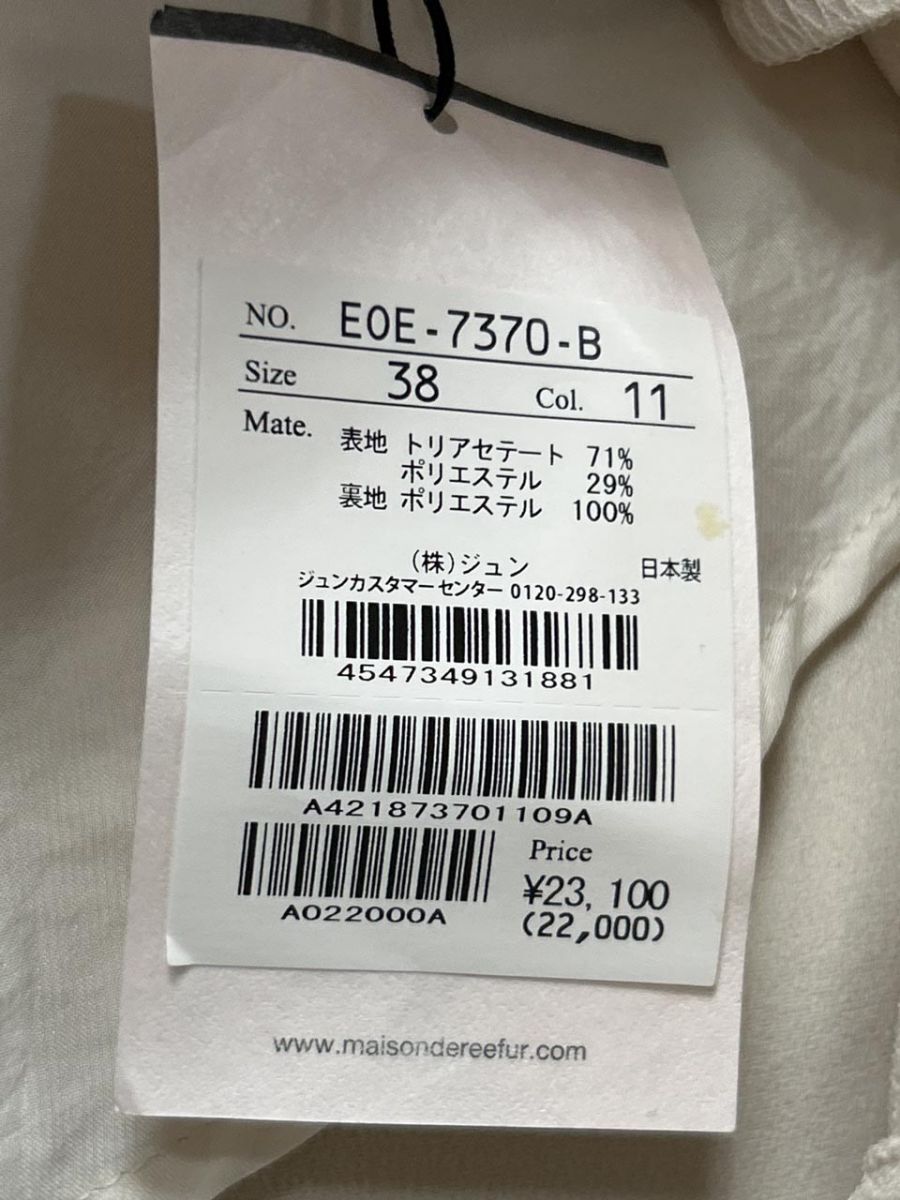 NO. E0E-7370-B
Size 38 Col. 11
Mate. 表地 トリアセテート 71%
ポリエステル 29%
裏地 ポリエステル 100%
(株)ジュン 日本製
ジュンカスタマーセンター 0120-298-133
4547349131881
A421873701109A
Price
¥23,100
A022000A (22,000)
www.maisondereefur.com